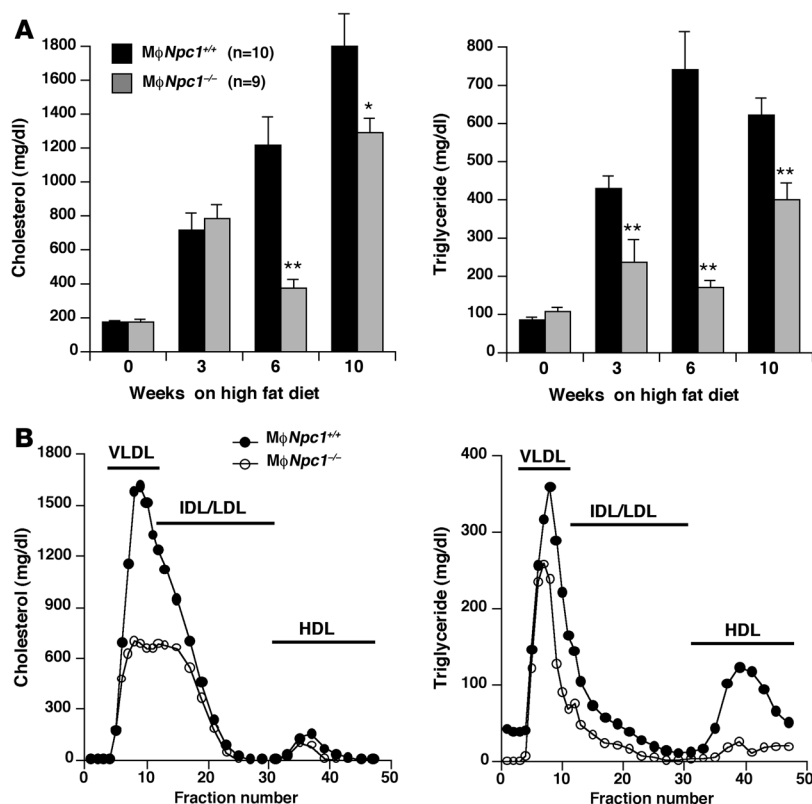 A
MφNpc1+/+ (n=10)
MφNpc1-/- (n=9)
Cholesterol (mg/dl)
1800
1600
1400
1200
1000
800
600
400
200
0
**
*
0 3 6 10
Weeks on high fat diet
Triglyceride (mg/dl)
800
700
600
500
400
300
200
100
0
**
**
**
0 3 6 10
Weeks on high fat diet
B
MφNpc1+/+
MφNpc1-/-
Cholesterol (mg/dl)
1800
1500
1200
900
600
300
0
VLDL
IDL/LDL
HDL
0 10 20 30 40 50
Fraction number
Triglyceride (mg/dl)
400
300
200
100
0
VLDL
IDL/LDL
HDL
0 10 20 30 40 50
Fraction number